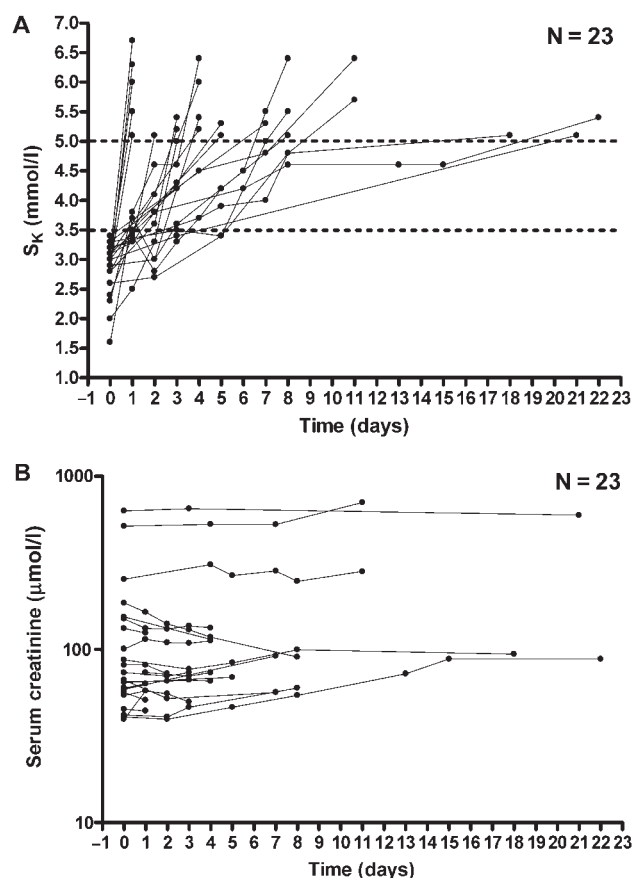 A
N = 23
7.0
6.5
6.0
5.5
5.0
4.5
4.0
3.5
3.0
2.5
2.0
1.5
1.0
S_K (mmol/l)
–1 0 1 2 3 4 5 6 7 8 9 10 11 12 13 14 15 16 17 18 19 20 21 22 23
Time (days)
B
N = 23
1000
100
10
Serum creatinine (μmol/l)
–1 0 1 2 3 4 5 6 7 8 9 10 11 12 13 14 15 16 17 18 19 20 21 22 23
Time (days)